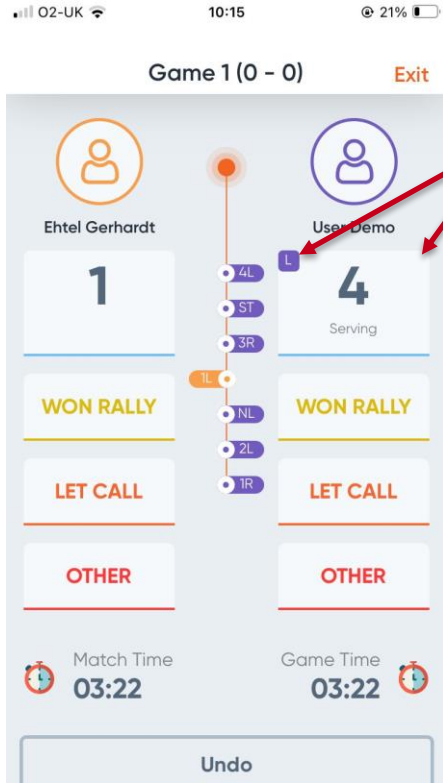 O2-UK 10:15 21%
Game 1 (0 - 0) Exit
Ehtel Gerhardt User Demo
1 L 4
Serving
4L
ST
3R
1L
NL
2L
1R
WON RALLY WON RALLY
LET CALL LET CALL
OTHER OTHER
Match Time Game Time
03:22 03:22
Undo